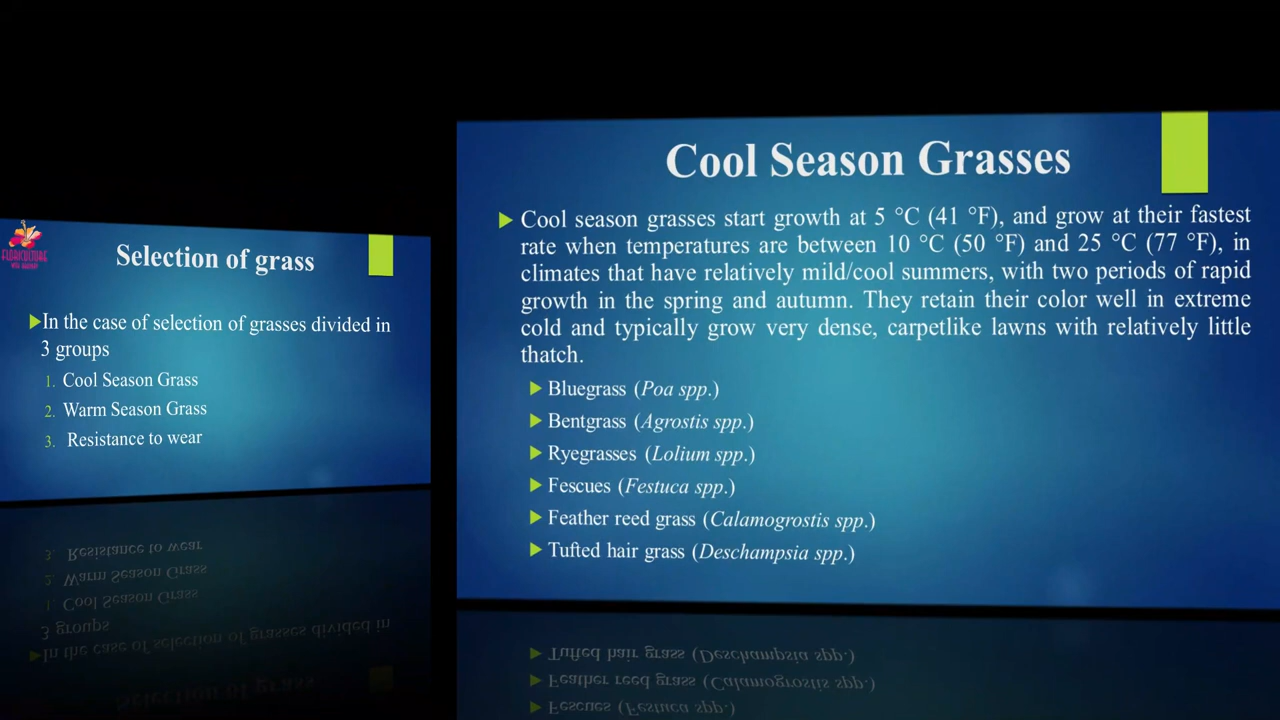 FLORICULTURE
Selection of grass
In the case of selection of grasses divided in
3 groups
1. Cool Season Grass
2. Warm Season Grass
3. Resistance to wear
Cool Season Grasses
Cool season grasses start growth at 5 °C (41 °F), and grow at their fastest
rate when temperatures are between 10 °C (50 °F) and 25 °C (77 °F), in
climates that have relatively mild/cool summers, with two periods of rapid
growth in the spring and autumn. They retain their color well in extreme
cold and typically grow very dense, carpetlike lawns with relatively little
thatch.
Bluegrass (Poa spp.)
Bentgrass (Agrostis spp.)
Ryegrasses (Lolium spp.)
Fescues (Festuca spp.)
Feather reed grass (Calamogrostis spp.)
Tufted hair grass (Deschampsia spp.)